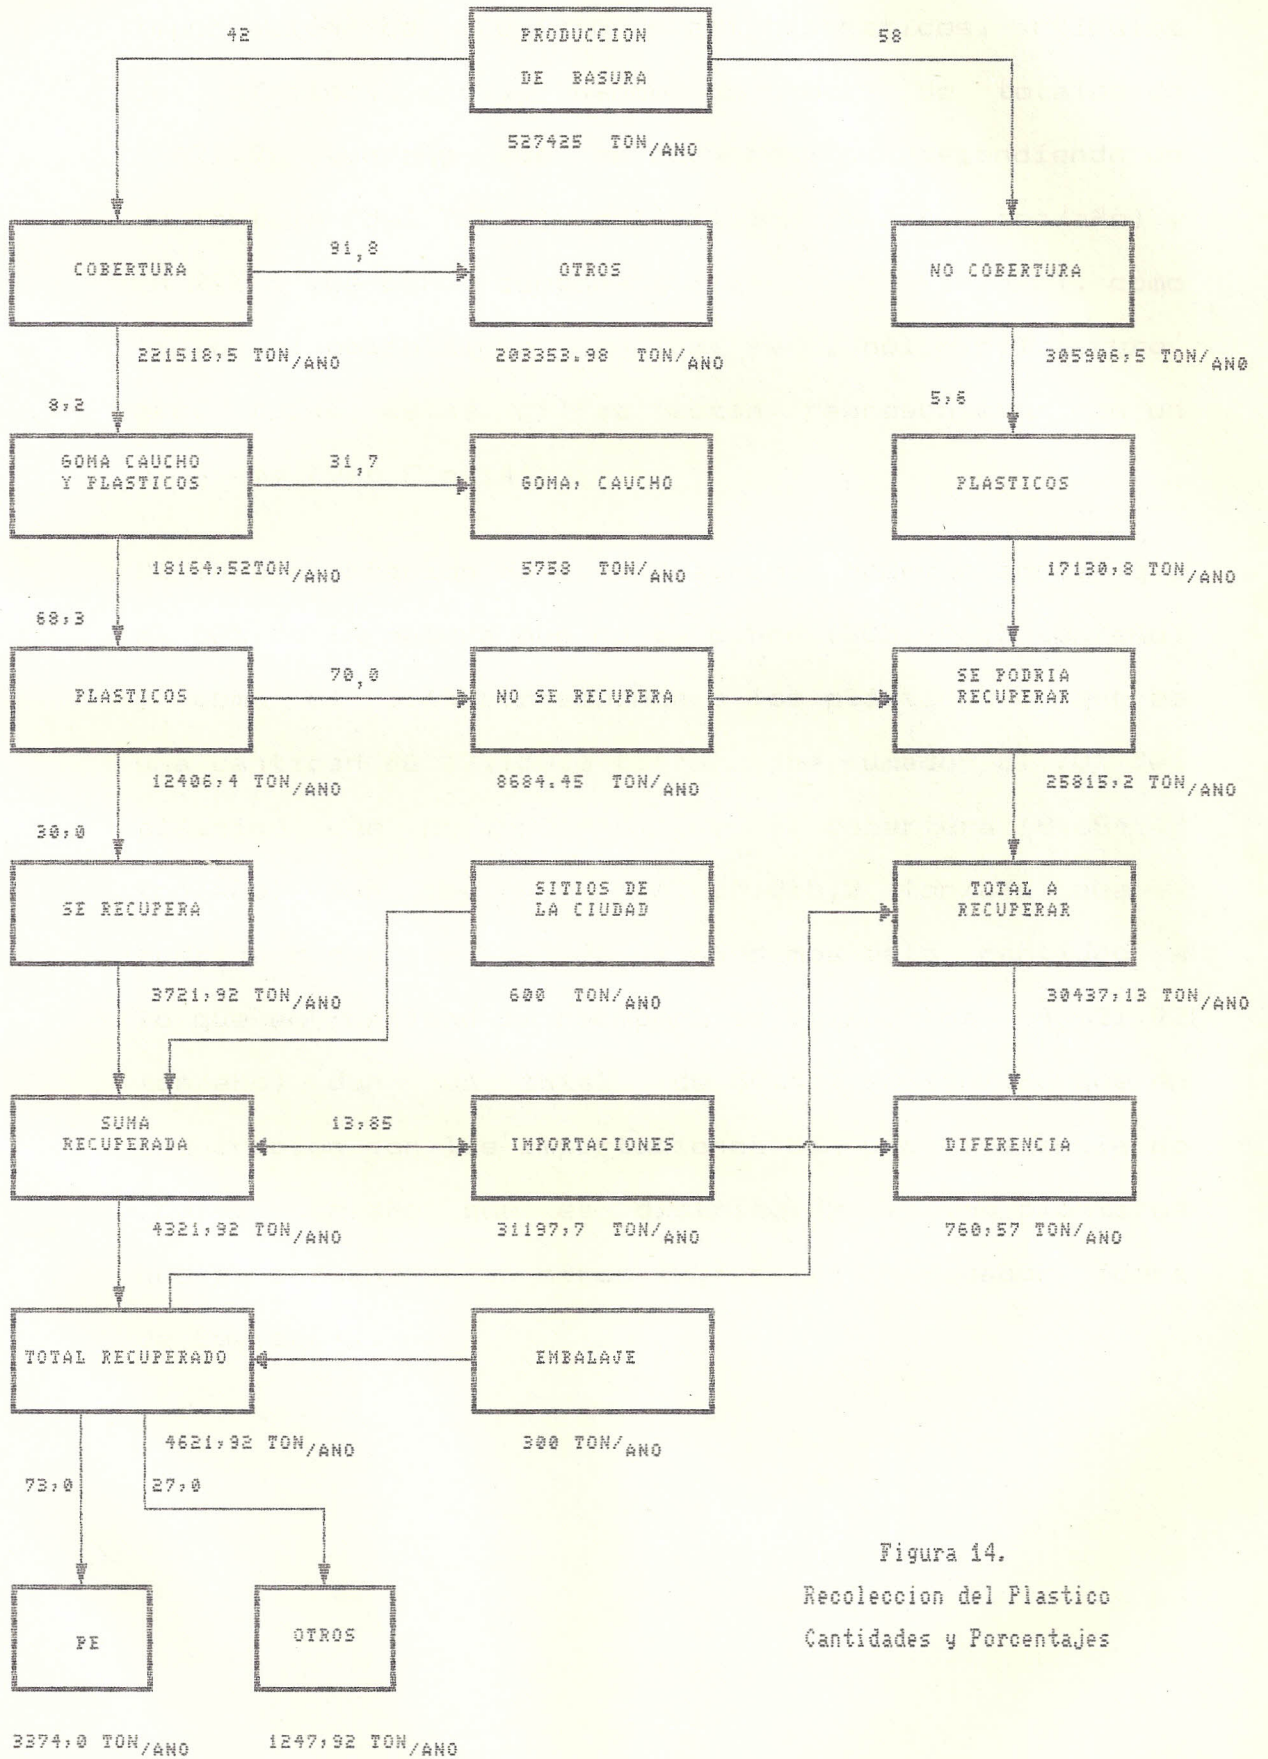 42
PRODUCCION
DE BASURA
58
527425 TON/ANO
COBERTURA
91,8
OTROS
NO COBERTURA
221518,5 TON/ANO
203353.98 TON/ANO
305906,5 TON/ANO
8,2
5,6
GOMA CAUCHO
Y PLASTICOS
31,7
GOMA, CAUCHO
PLASTICOS
18164,52TON/ANO
5758 TON/ANO
17130,8 TON/ANO
68,3
PLASTICOS
70,0
NO SE RECUPERA
SE PODRIA
RECUPERAR
12406,4 TON/ANO
8684.45 TON/ANO
25815,2 TON/ANO
30,0
SE RECUPERA
SITIOS DE
LA CIUDAD
TOTAL A
RECUPERAR
3721,92 TON/ANO
600 TON/ANO
30437,13 TON/ANO
SUMA
RECUPERADA
13,85
IMPORTACIONES
DIFERENCIA
4321,92 TON/ANO
31197,7 TON/ANO
760,57 TON/ANO
TOTAL RECUPERADO
EMBALAJE
4621,92 TON/ANO
300 TON/ANO
73,0
27,0
PE
OTROS
3374,0 TON/ANO
1247,92 TON/ANO
Figura 14.
Recoleccion del Plastico
Cantidades y Porcentajes